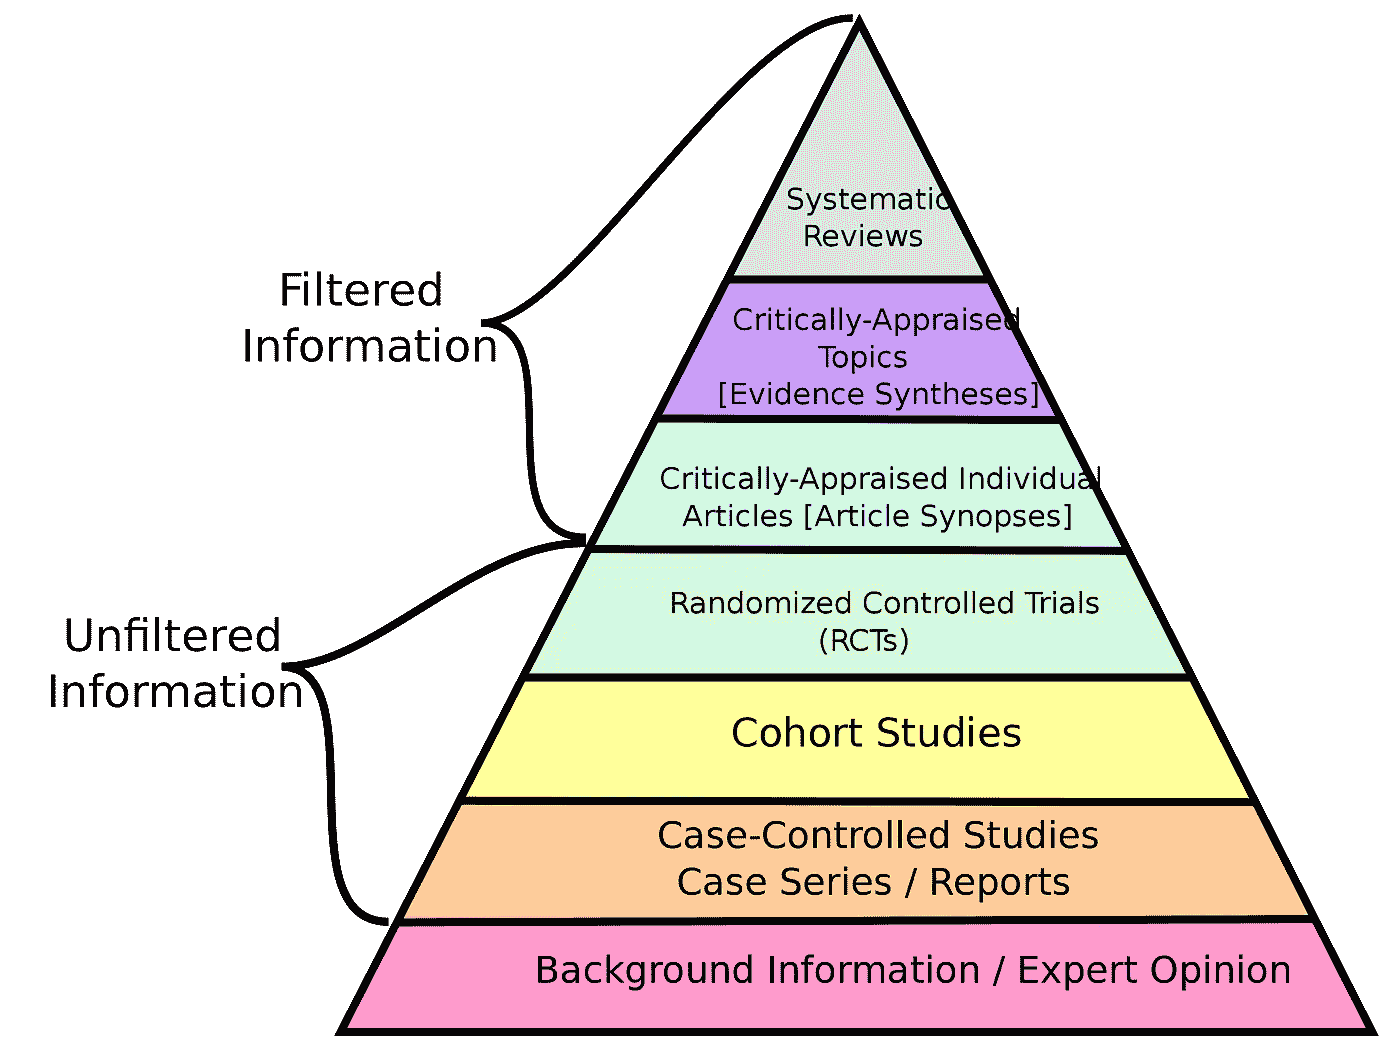 Systematic
Reviews
Filtered
Information
Critically-Appraised
Topics
[Evidence Syntheses]
Critically-Appraised Individual
Articles [Article Synopses]
Randomized Controlled Trials
(RCTs)
Unfiltered
Information
Cohort Studies
Case-Controlled Studies
Case Series / Reports
Background Information / Expert Opinion